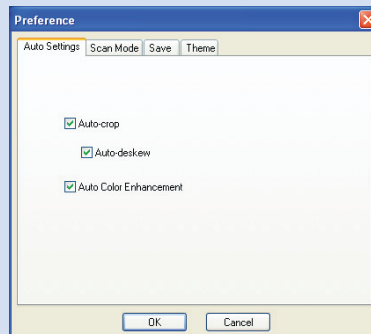 Preference
Auto Settings Scan Mode Save Theme
Auto-crop
Auto-deskew
Auto Color Enhancement
OK Cancel